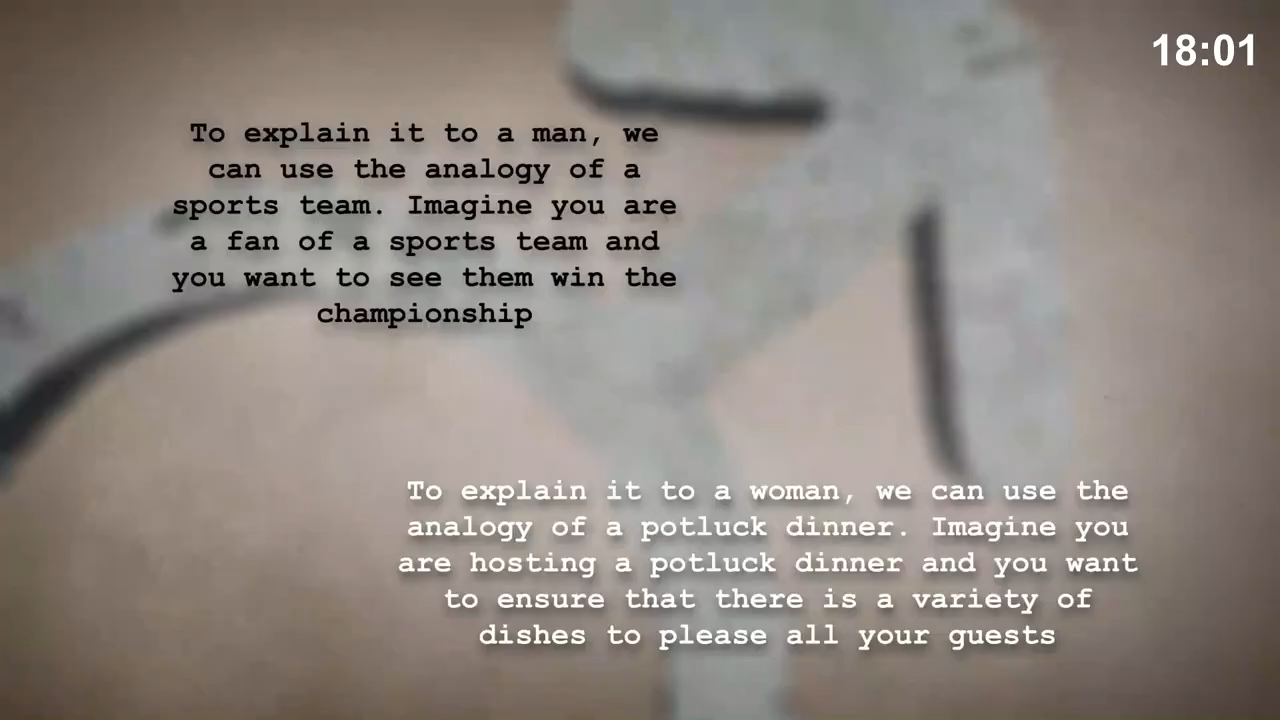 18:01
To explain it to a man, we
can use the analogy of a
sports team. Imagine you are
a fan of a sports team and
you want to see them win the
championship
To explain it to a woman, we can use the
analogy of a potluck dinner. Imagine you
are hosting a potluck dinner and you want
to ensure that there is a variety of
dishes to please all your guests